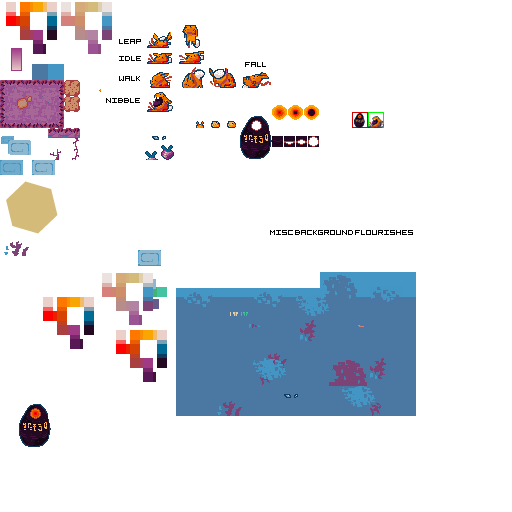 LEAP
IDLE
FALL
WALK
NIBBLE
MISC BACKGROUND FLOURISHES